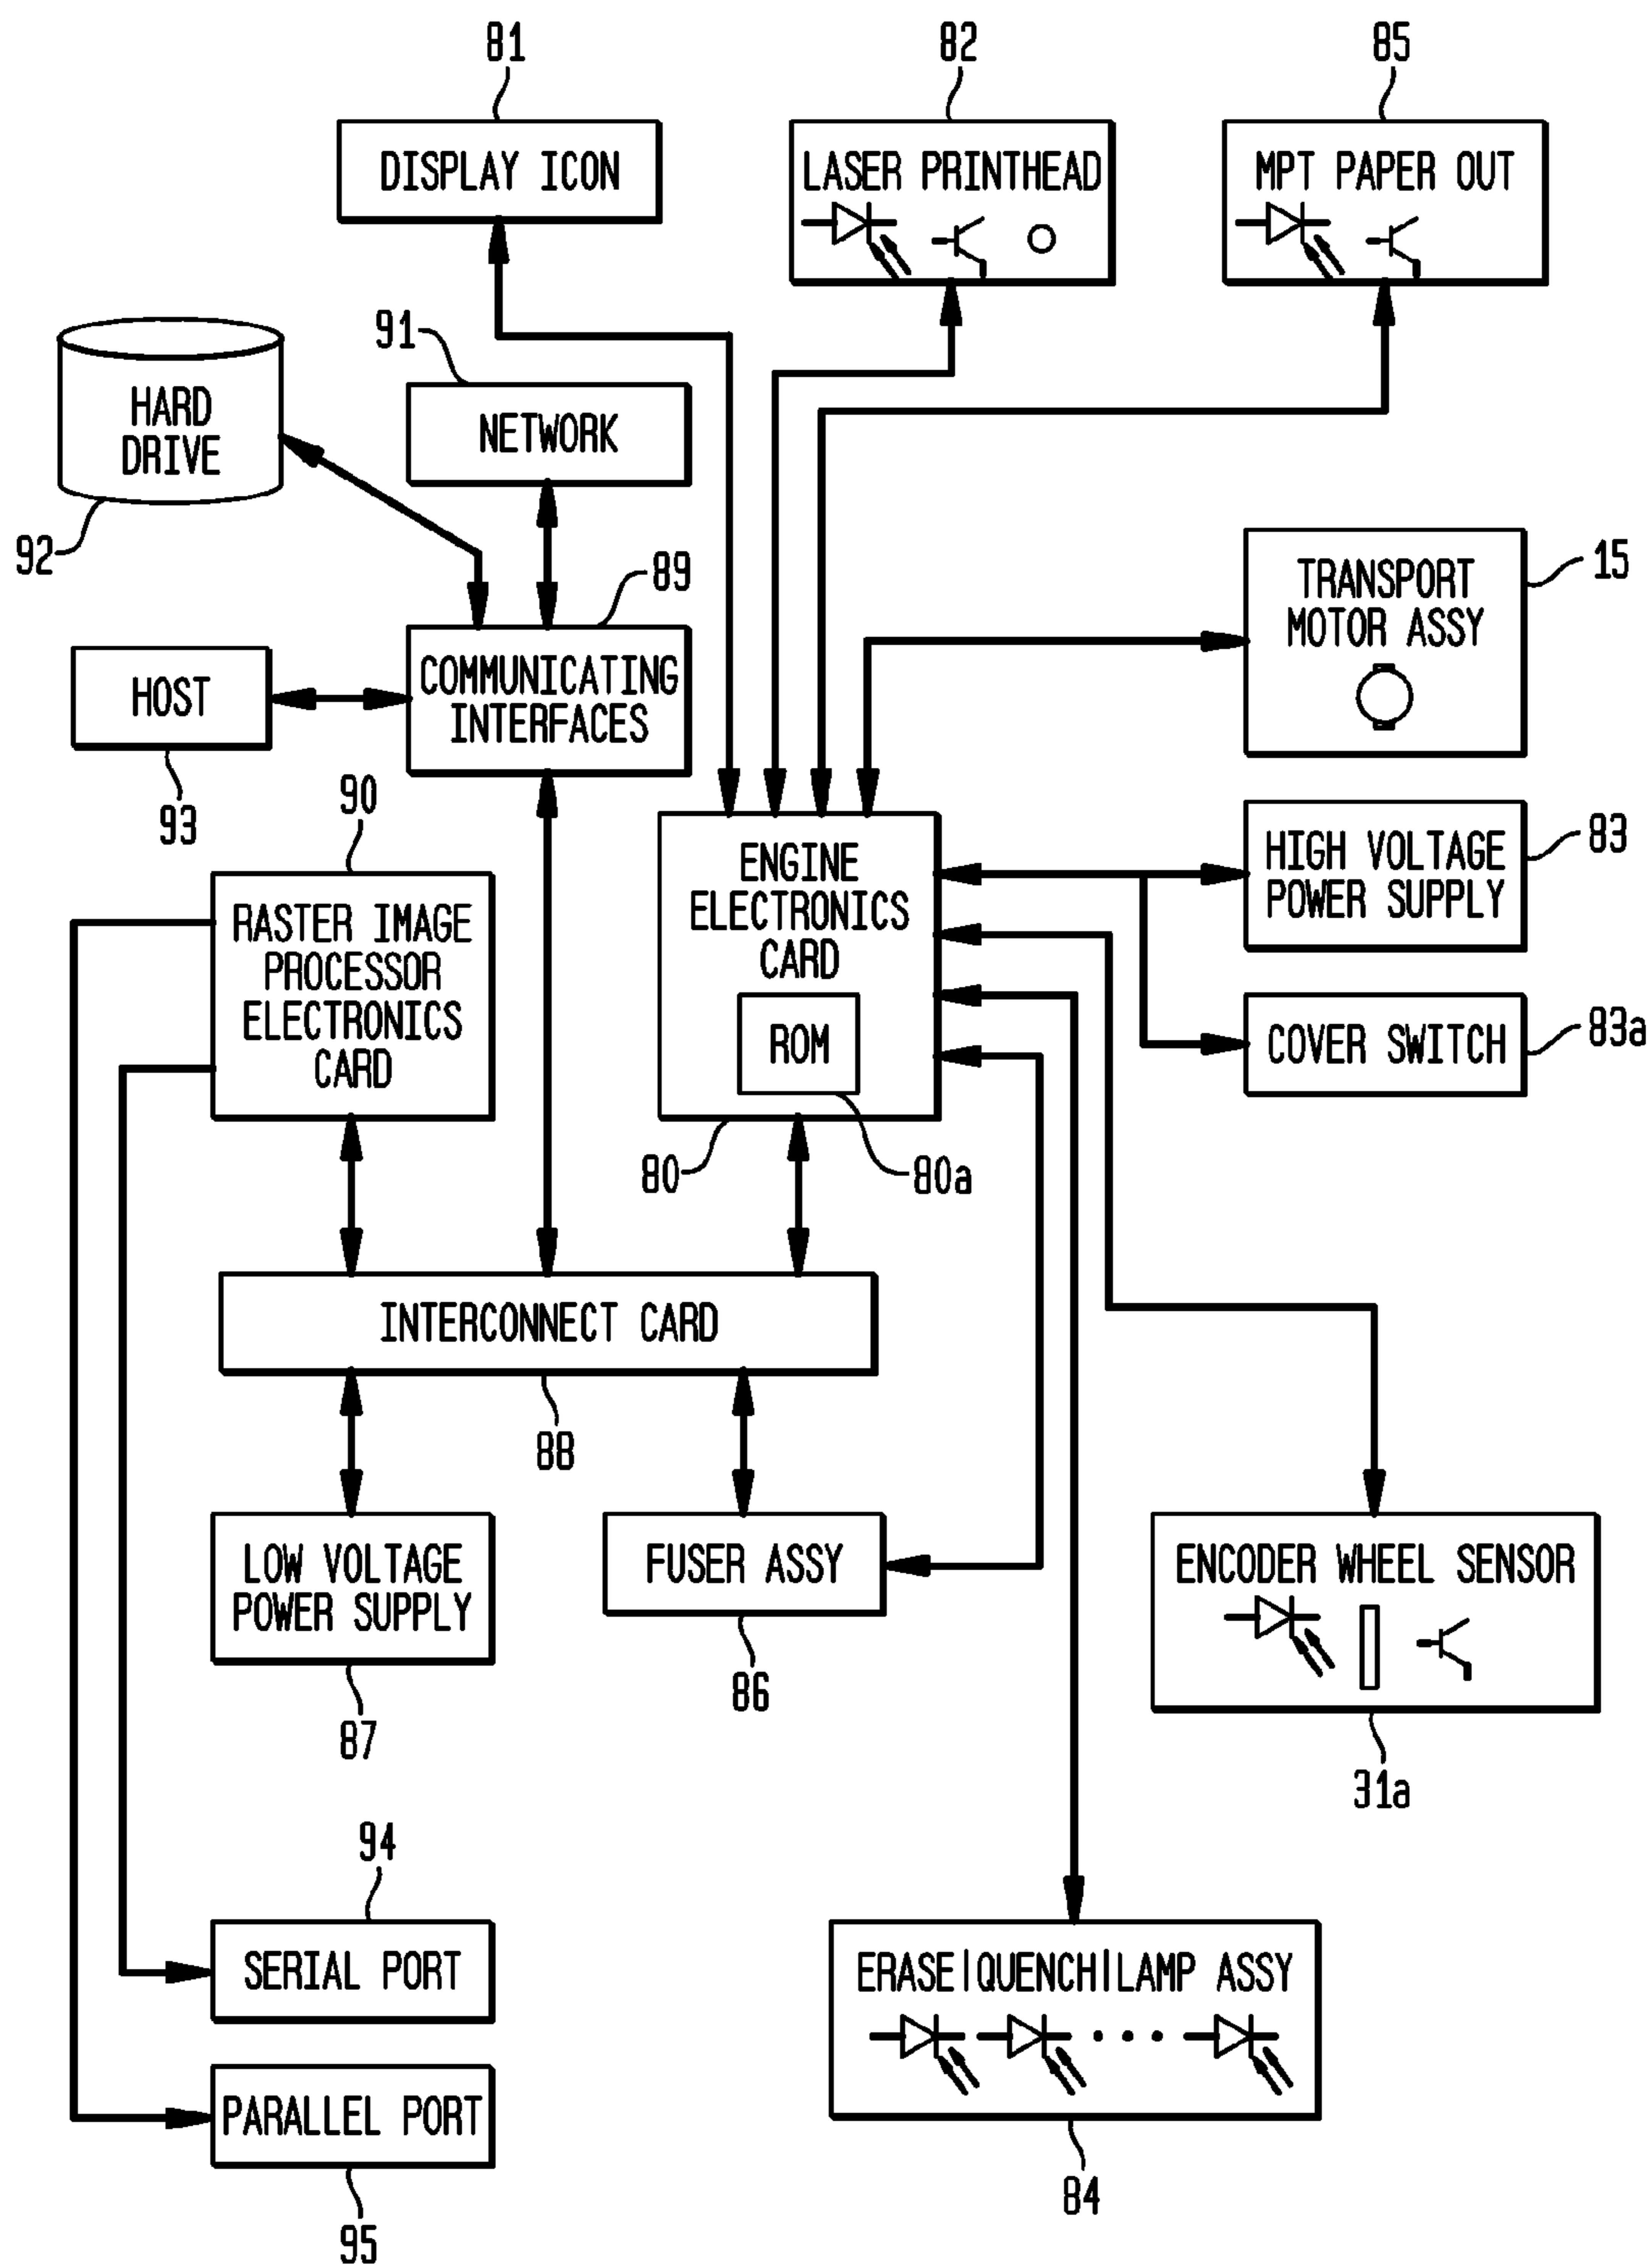 81
82
85
DISPLAY ICON
LASER PRINTHEAD
MPT PAPER OUT
91
HARD
DRIVE
NETWORK
92
89
15
TRANSPORT
MOTOR ASSY
HOST
COMMUNICATING
INTERFACES
93
90
83
ENGINE
ELECTRONICS
CARD
HIGH VOLTAGE
POWER SUPPLY
RASTER IMAGE
PROCESSOR
ELECTRONICS
CARD
ROM
COVER SWITCH
83a
80
80a
INTERCONNECT CARD
88
LOW VOLTAGE
POWER SUPPLY
FUSER ASSY
ENCODER WHEEL SENSOR
87
86
31a
94
SERIAL PORT
ERASE|QUENCH|LAMP ASSY
PARALLEL PORT
84
95